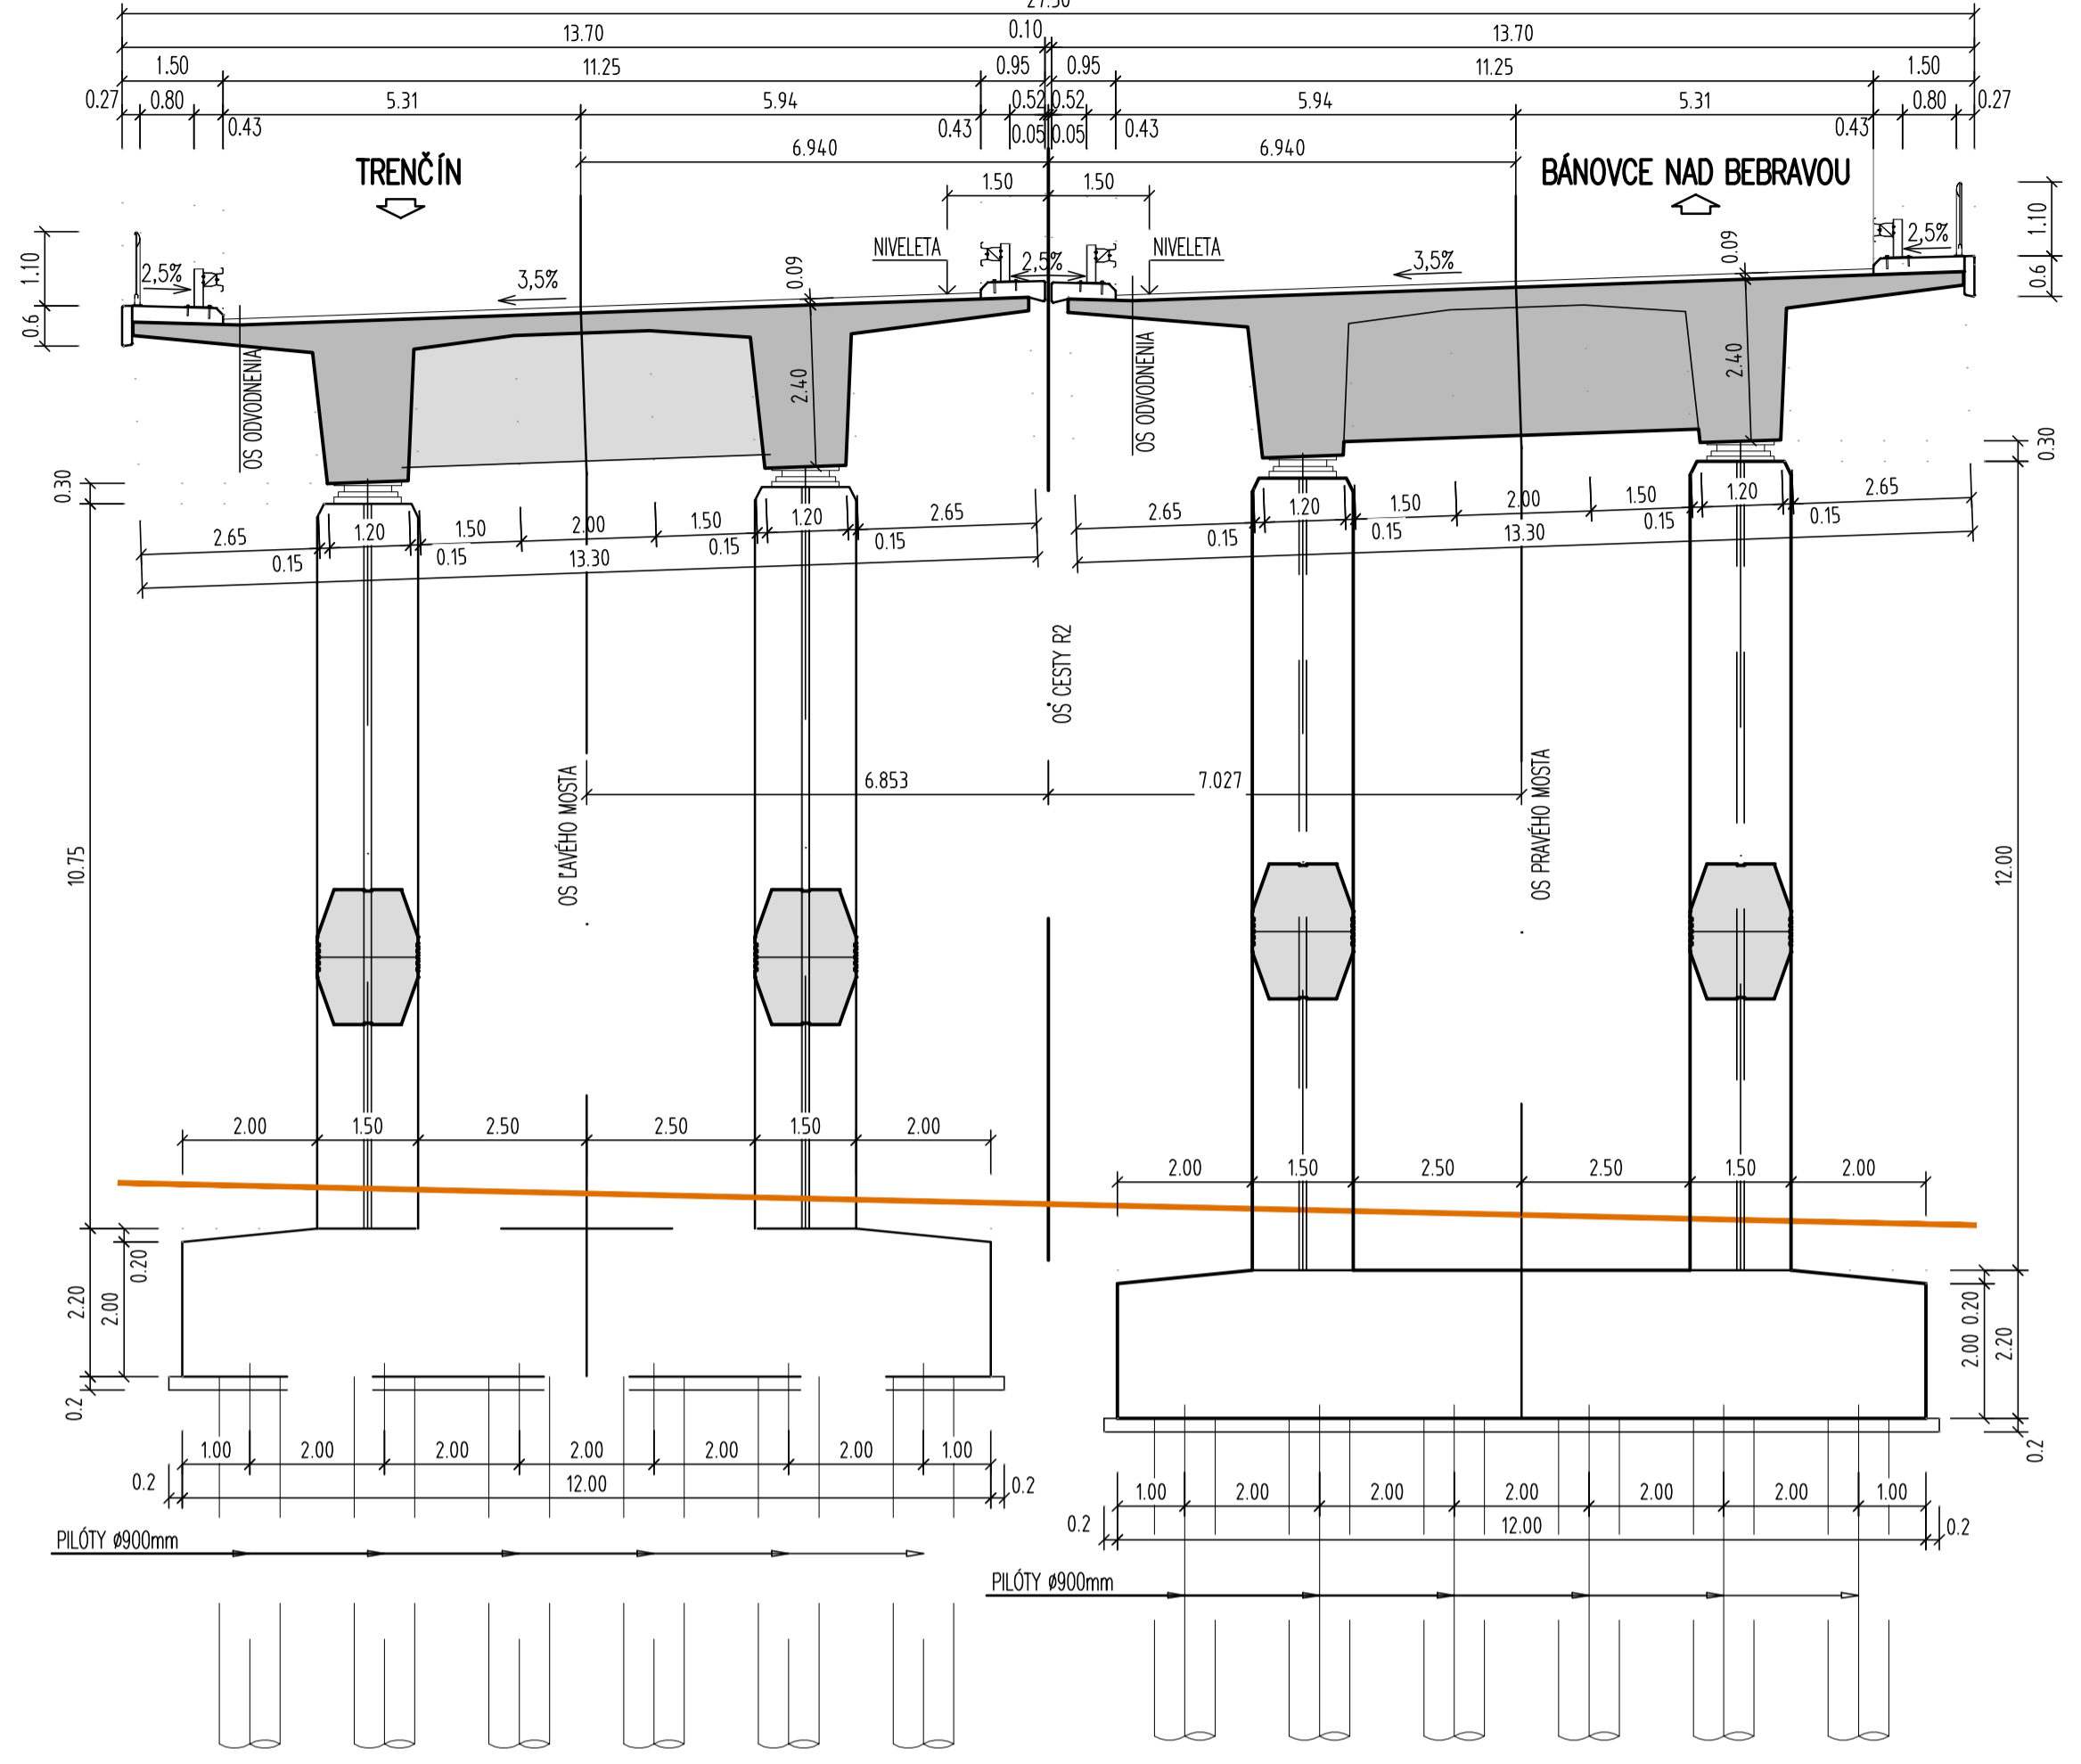 27.50
13.70 0.10 13.70
1.50 11.25 0.95 0.95 11.25 1.50
0.27 0.80 5.31 5.94 0.52 0.52 5.94 5.31 0.80 0.27
0.43 0.43 0.05 0.05 0.43 0.43
6.940 6.940
TRENČÍN BÁNOVCE NAD BEBRAVOU
1.50 1.50
NIVELETA NIVELETA
1.10 2,5% 3,5% 0.09 2,5% 3,5% 0.09 2,5% 1.10
0.6 0.6
OS ODVODNENIA 2.40 OS ODVODNENIA 2.40
0.30 0.30
2.65 1.20 1.50 2.00 1.50 1.20 2.65 2.65 1.20 1.50 2.00 1.50 1.20 2.65
0.15 0.15 0.15 0.15 0.15 0.15 0.15 0.15
13.30 13.30
OS CESTY R2
6.853 7.027
OS ĽAVÉHO MOSTA OS PRAVÉHO MOSTA
10.75 12.00
2.00 1.50 2.50 2.50 1.50 2.00
2.00 1.50 2.50 2.50 1.50 2.00
0.20
2.20 2.00
2.00 0.20 2.20
0.2 0.2
1.00 2.00 2.00 2.00 2.00 2.00 1.00
0.2 12.00 0.2
1.00 2.00 2.00 2.00 2.00 2.00 1.00
0.2 12.00 0.2
PILÓTY ø900mm
PILÓTY ø900mm